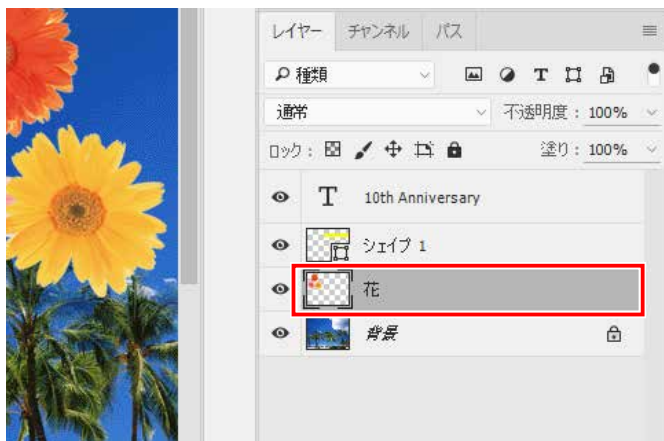 レイヤー チャンネル パス
種類
T
通常 不透明度： 100%
ロック： 塗り： 100%
T 10th Anniversary
シェイプ 1
花
背景